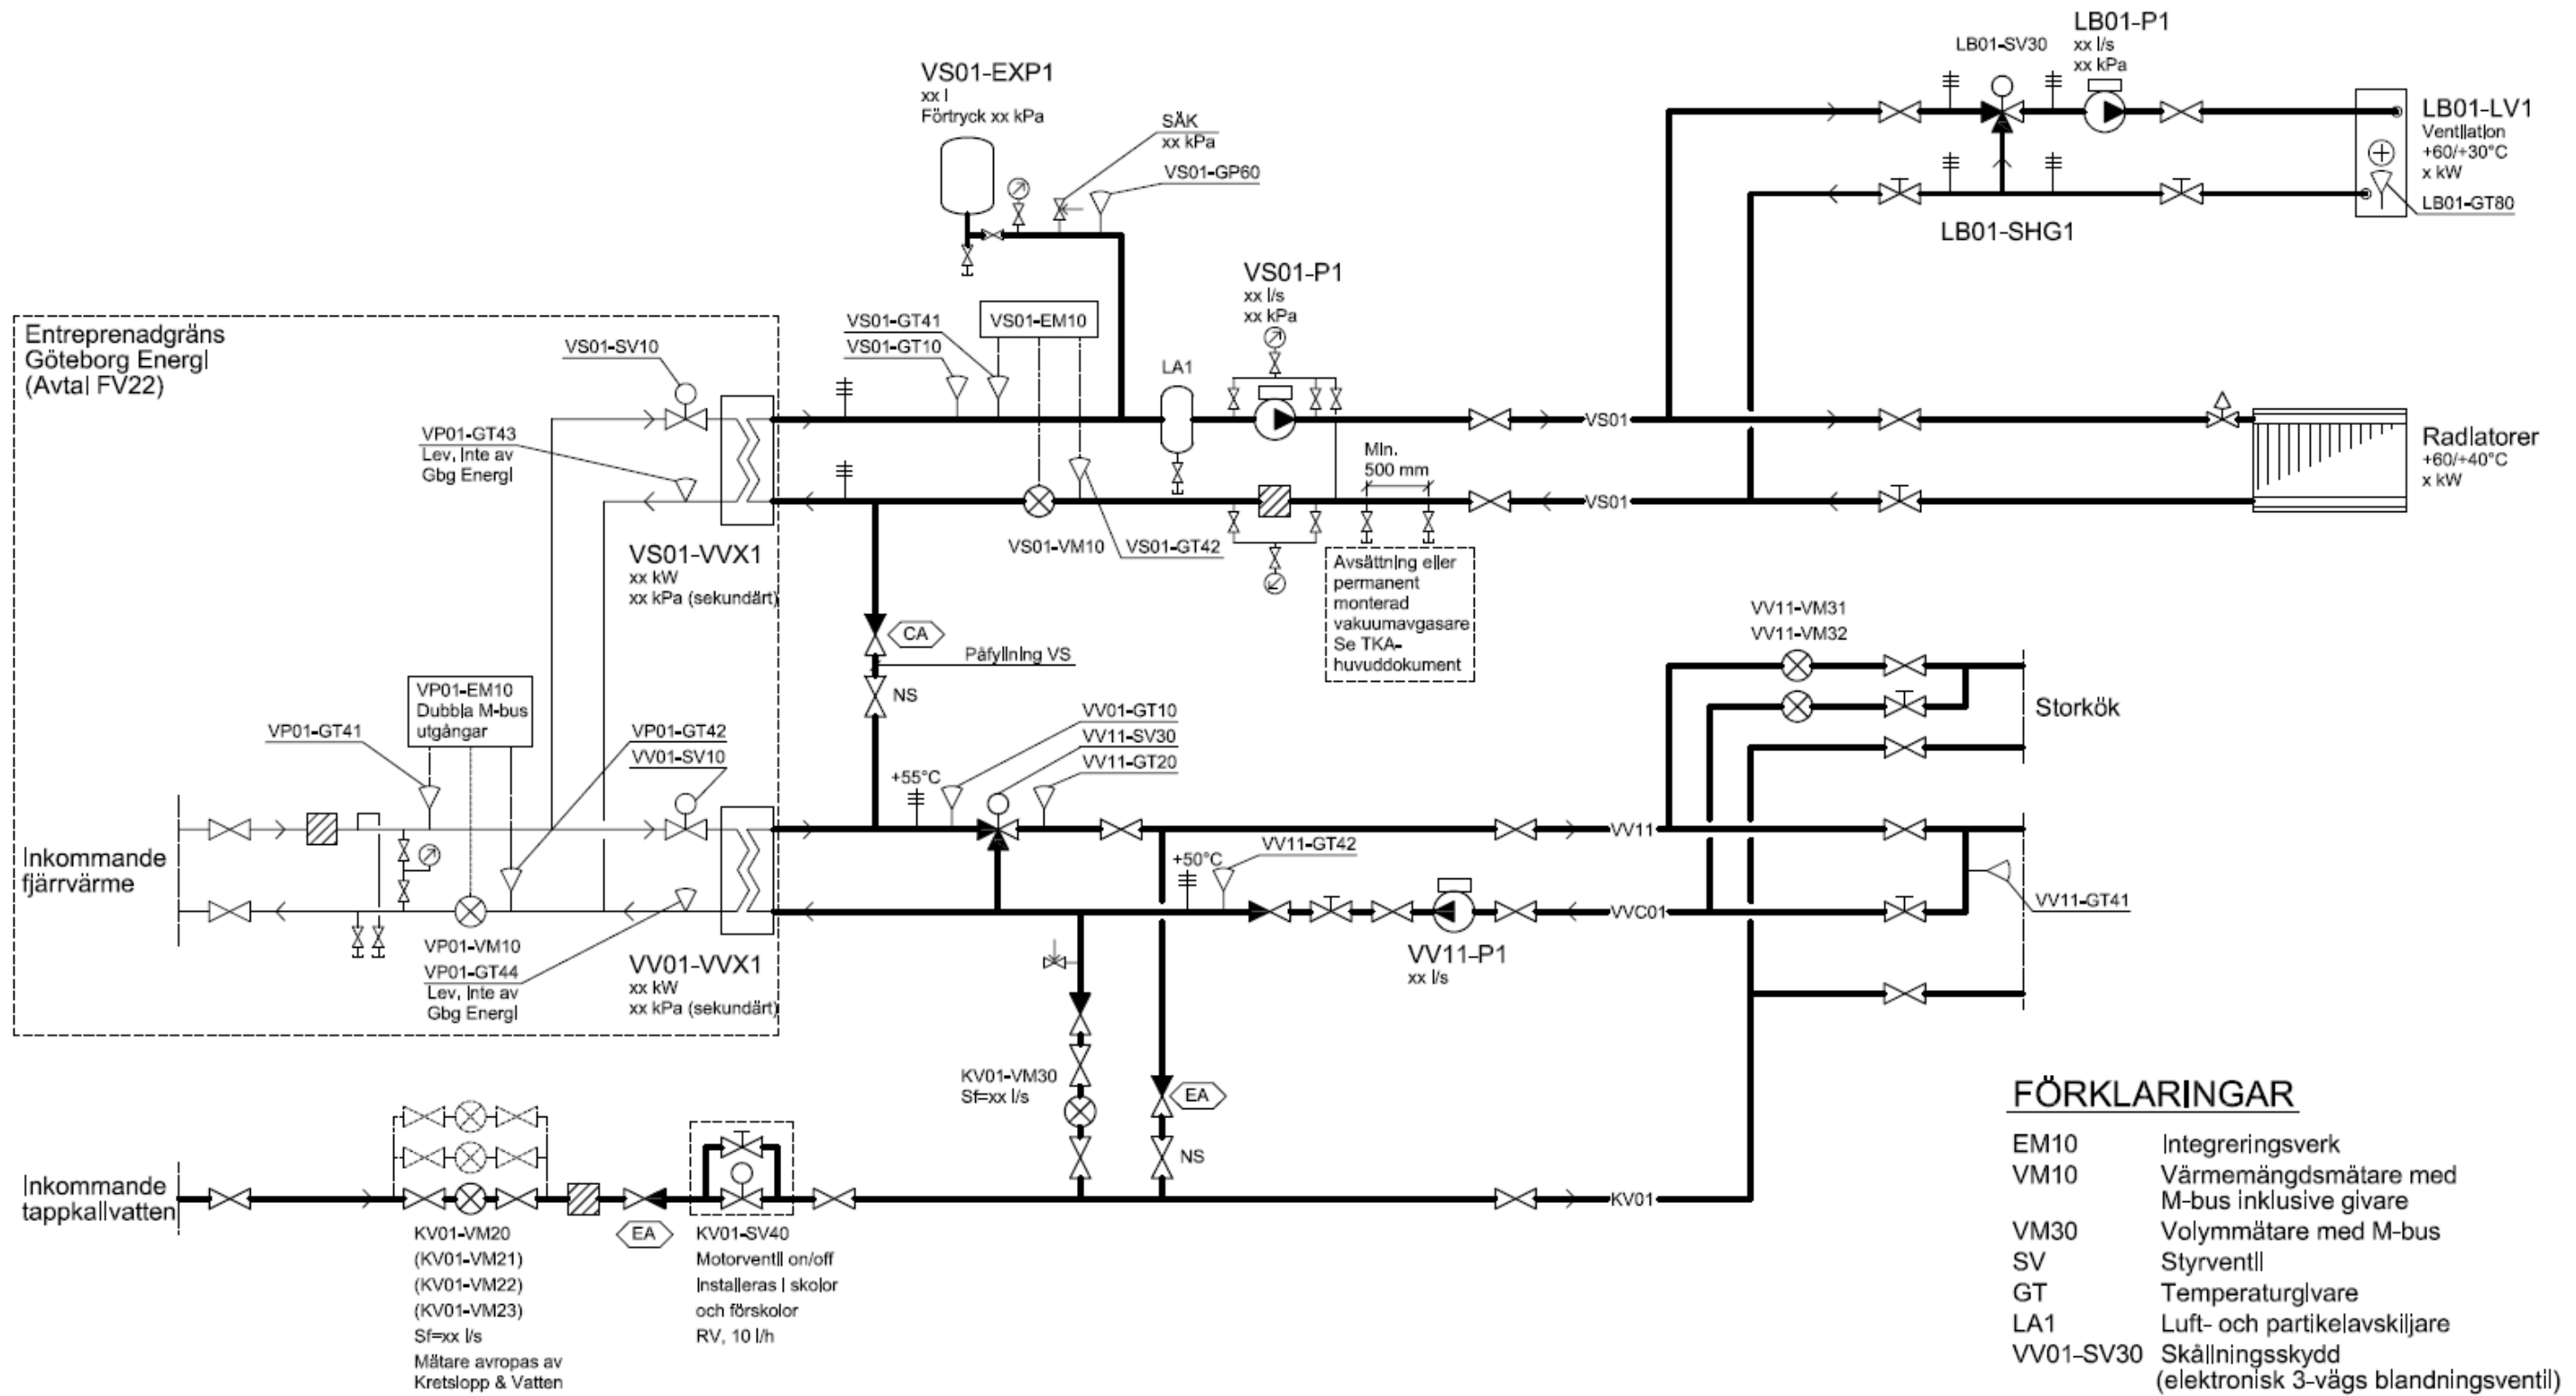 VS01-EXP1
xx l
Förtryck xx kPa
SÄK
xx kPa
VS01-GP60
LB01-SV30
LB01-P1
xx l/s
xx kPa
LB01-LV1
Ventilation
+60/+30°C
x kW
LB01-GT80
LB01-SHG1
Entreprenadgräns
Göteborg Energi
(Avtal FV22)
VS01-SV10
VP01-GT43
Lev. Inte av
Gbg Energi
VS01-VVX1
xx kW
xx kPa (sekundärt)
VS01-GT41
VS01-GT10
VS01-EM10
LA1
VS01-P1
xx l/s
xx kPa
VS01
VS01
Min.
500 mm
VS01-VM10
VS01-GT42
Avsättning eller
permanent
monterad
vakuumavgasare
Se TKA-
huvuddokument
Radiatorer
+60/+40°C
x kW
CA
Påfyllning VS
NS
VP01-EM10
Dubbla M-bus
utgångar
VP01-GT41
VP01-GT42
VV01-SV10
Inkommande
fjärrvärme
VP01-VM10
VP01-GT44
Lev. Inte av
Gbg Energi
VV01-VVX1
xx kW
xx kPa (sekundärt)
VV01-GT10
VV11-SV30
VV11-GT20
+55°C
+50°C
VV11-GT42
VV11-P1
xx l/s
VV11
VVC01
VV11-VM31
VV11-VM32
Storkök
VV11-GT41
KV01-VM30
Sf=xx l/s
EA
NS
Inkommande
tappkallvatten
KV01-VM20
(KV01-VM21)
(KV01-VM22)
(KV01-VM23)
Sf=xx l/s
Mätare avropas av
Kretslopp & Vatten
EA
KV01-SV40
Motorventil on/off
Installeras i skolor
och förskolor
RV, 10 l/h
KV01
FÖRKLARINGAR
EM10 Integreringsverk
VM10 Värmemängdsmätare med
M-bus inklusive givare
VM30 Volymmätare med M-bus
SV Styrventil
GT Temperaturgivare
LA1 Luft- och partikelavskiljare
VV01-SV30 Skållningsskydd
(elektronisk 3-vägs blandningsventil)